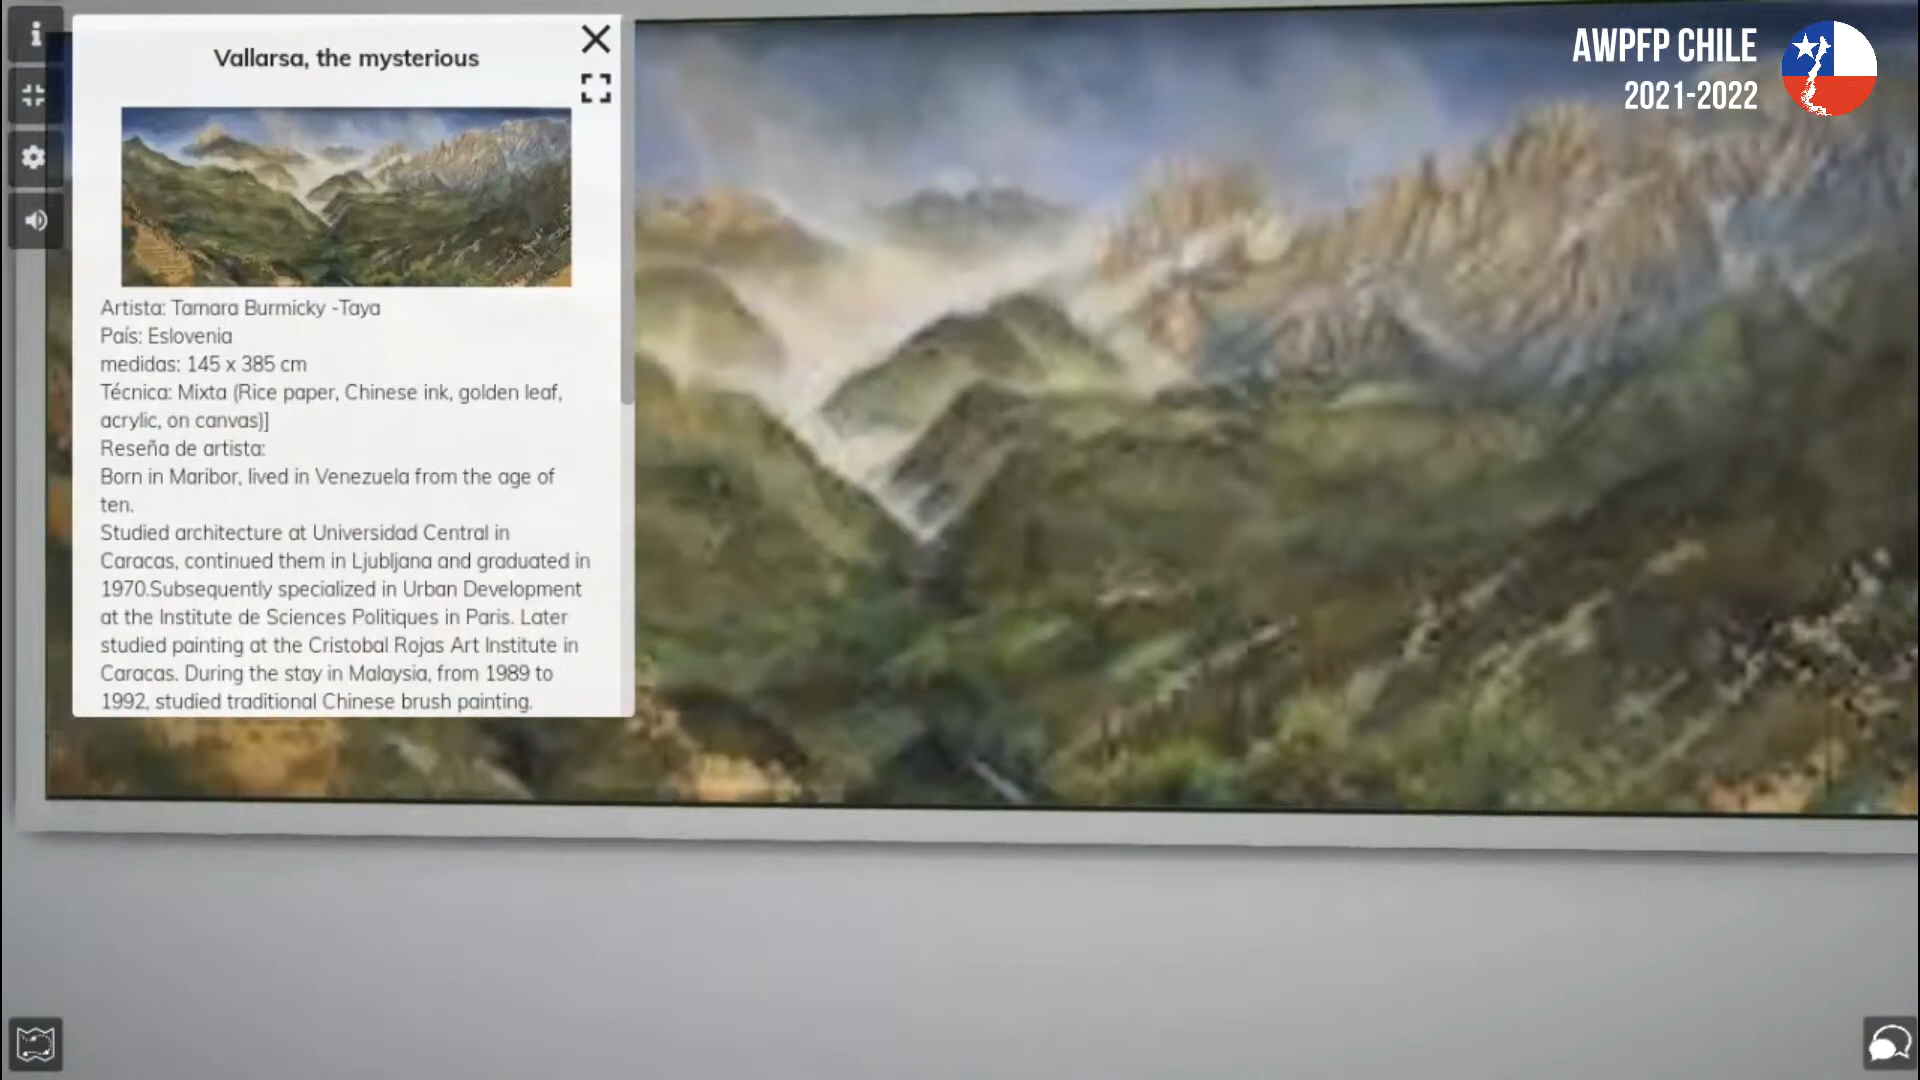 Vallarsa, the mysterious
Artista: Tamara Burmicky -Taya
País: Eslovenia
medidas: 145 x 385 cm
Técnica: Mixta (Rice paper, Chinese ink, golden leaf,
acrylic, on canvas)]
Reseña de artista:
Born in Maribor, lived in Venezuela from the age of
ten.
Studied architecture at Universidad Central in
Caracas, continued them in Ljubljana and graduated in
1970.Subsequently specialized in Urban Development
at the Institute de Sciences Politiques in Paris. Later
studied painting at the Cristobal Rojas Art Institute in
Caracas. During the stay in Malaysia, from 1989 to
1992, studied traditional Chinese brush painting.
AWPFP CHILE
2021-2022